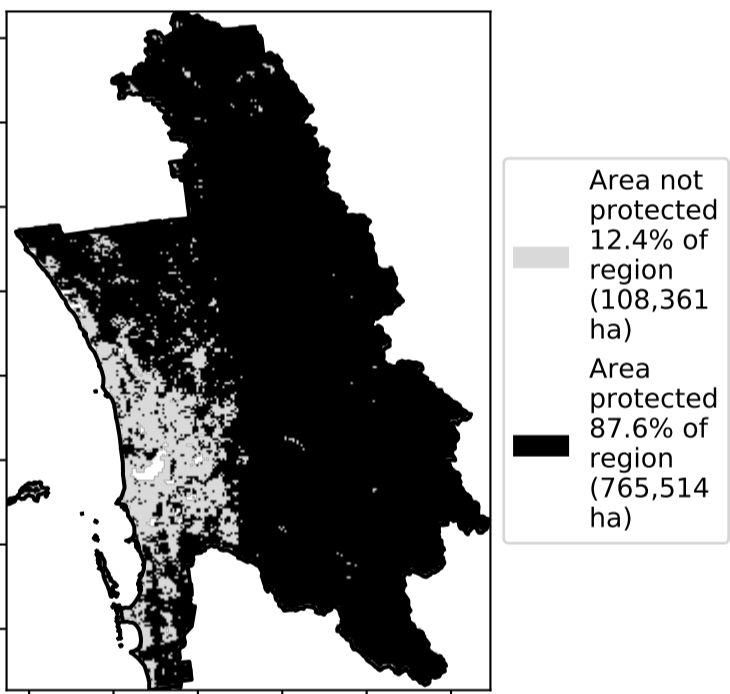 Area not
protected
12.4% of
region
(108,361
ha)
Area
protected
87.6% of
region
(765,514
ha)